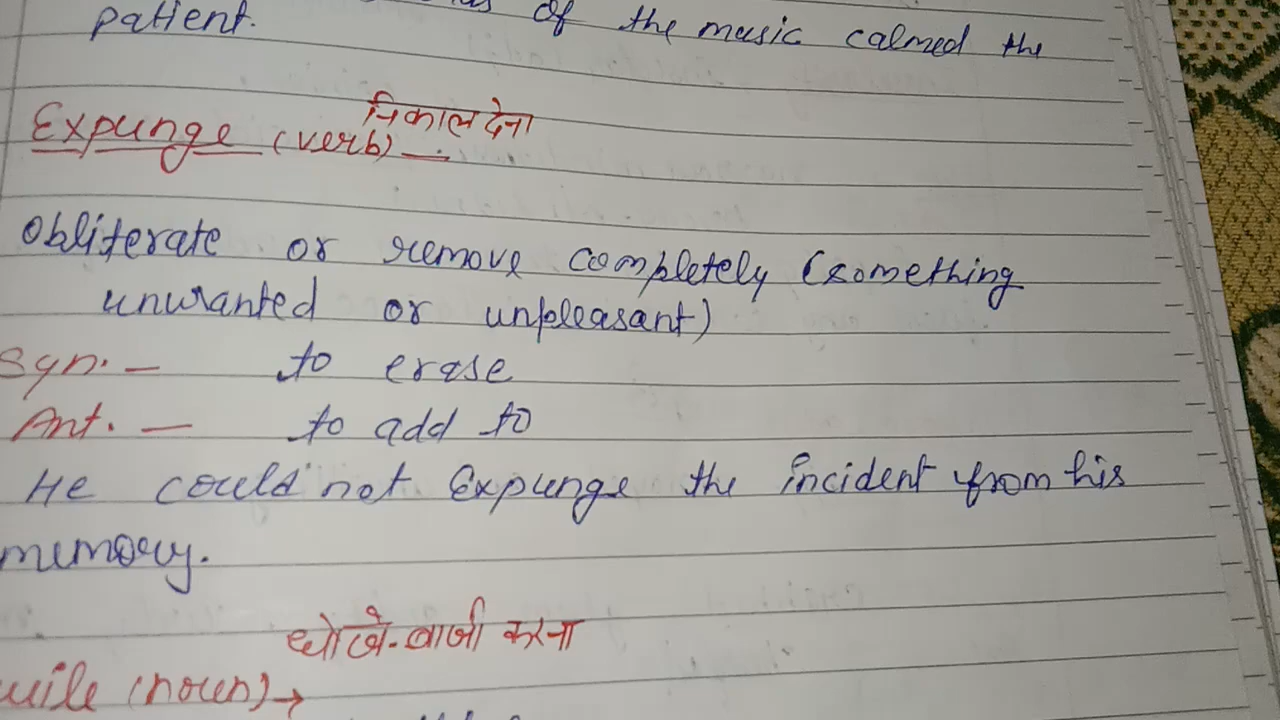 of the music calmed the
patient.
निकाल देना
Expunge (verb) —
Obliterate or remove completely (something
unwanted or unpleasant)
Syn. — to erase
Ant. — to add to
He could not Expunge the incident from his
memory.
धोखे-बाजी करना
wile (noun) →